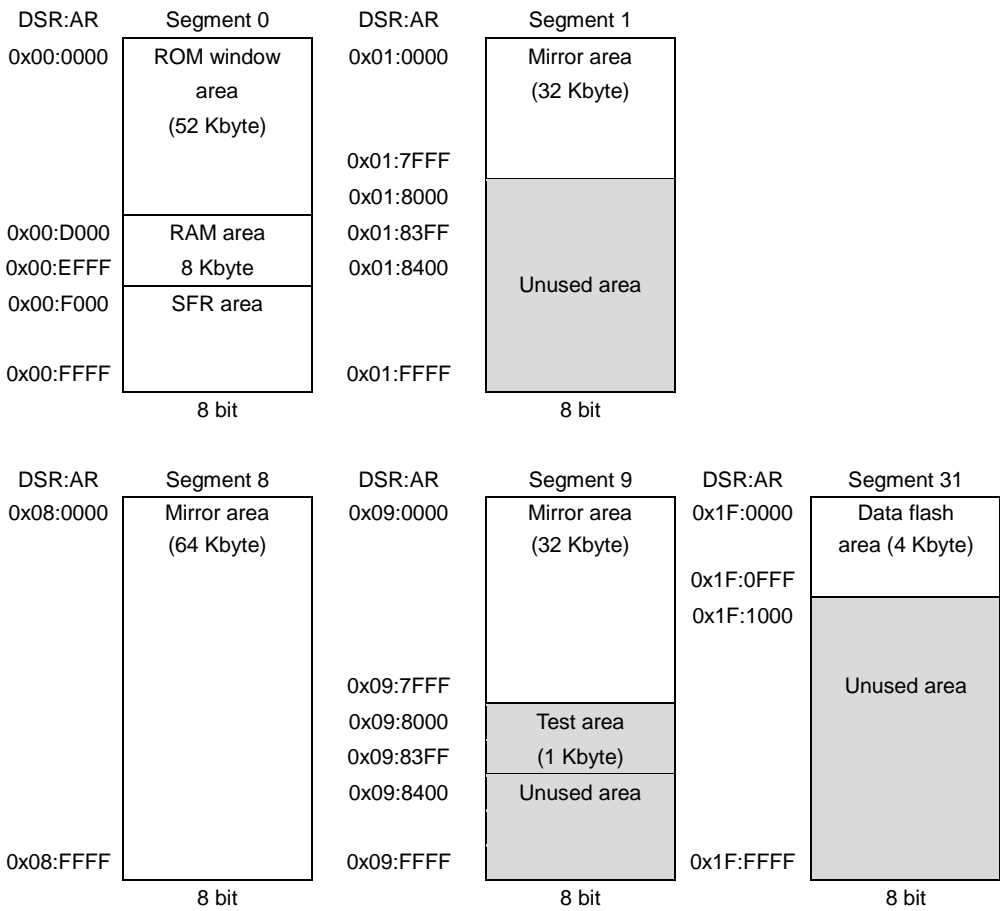 DSR:AR Segment 0 DSR:AR Segment 1
0x00:0000 ROM window 0x01:0000 Mirror area
area (32 Kbyte)
(52 Kbyte)
0x01:7FFF
0x01:8000
0x00:D000 RAM area 0x01:83FF
0x00:EFFF 8 Kbyte 0x01:8400
Unused area
0x00:F000 SFR area
0x00:FFFF 0x01:FFFF
8 bit 8 bit
DSR:AR Segment 8 DSR:AR Segment 9 DSR:AR Segment 31
0x08:0000 Mirror area 0x09:0000 Mirror area 0x1F:0000 Data flash
(64 Kbyte) (32 Kbyte) area (4 Kbyte)
0x1F:0FFF
0x1F:1000
0x09:7FFF Unused area
0x09:8000 Test area
0x09:83FF (1 Kbyte)
0x09:8400 Unused area
0x08:FFFF 0x09:FFFF 0x1F:FFFF
8 bit 8 bit 8 bit